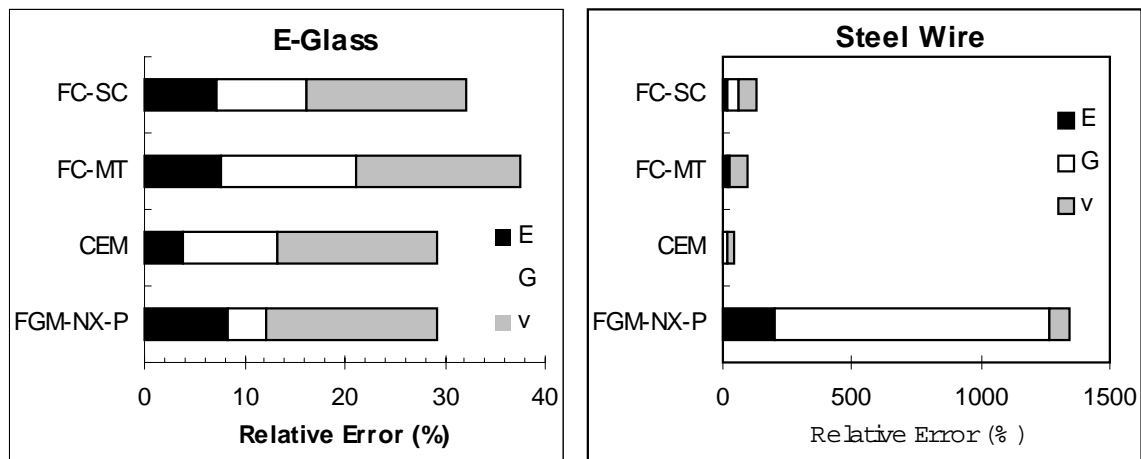 E-Glass
FC-SC
FC-MT
CEM
FGM-NX-P
E
G
ν
0 10 20 30 40
Relative Error (%)
Steel Wire
FC-SC
FC-MT
CEM
FGM-NX-P
E
G
ν
0 500 1000 1500
Relative Error (%)